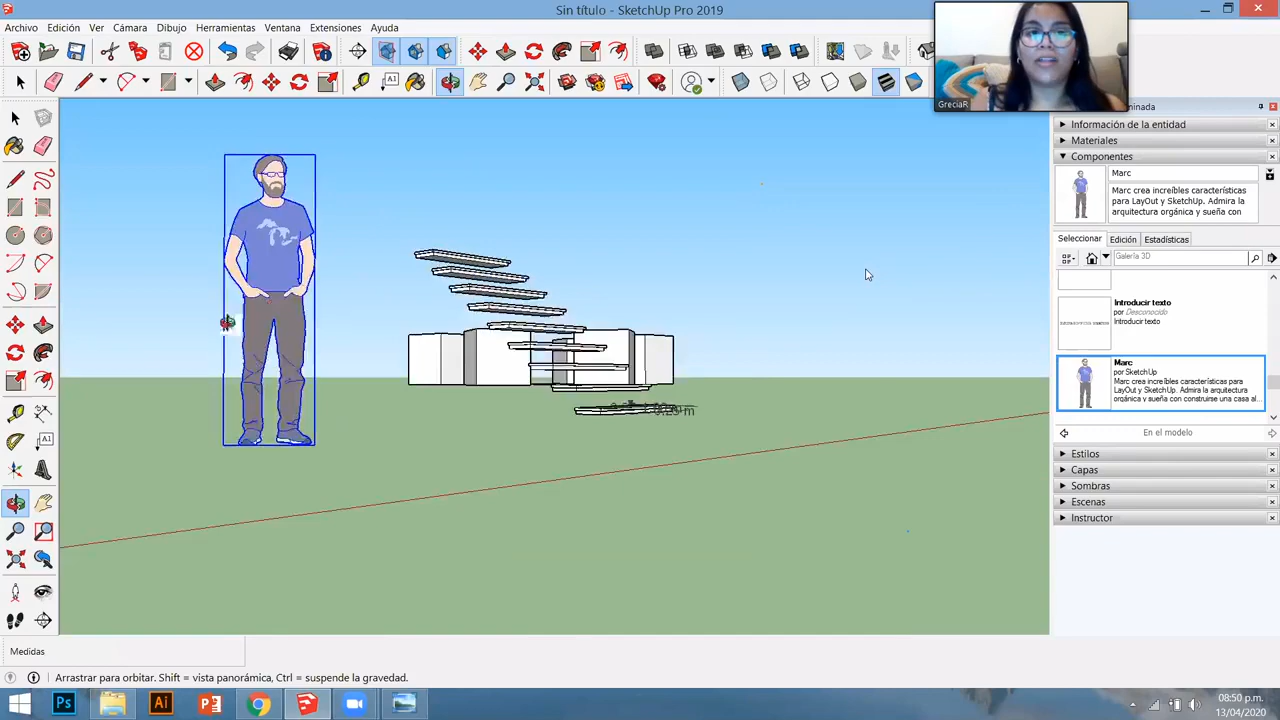 Sin título - SketchUp Pro 2019
Archivo Edición Ver Cámara Dibujo Herramientas Ventana Extensiones Ayuda
GreciaR
minada
Información de la entidad
Materiales
Componentes
Marc
Marc crea increíbles características
para LayOut y SketchUp. Admira la
arquitectura orgánica y sueña con
Seleccionar Edición Estadísticas
Galería 3D
Introducir texto
por Desconocido
Introducir texto
Marc
por SketchUp
Marc crea increíbles características para
LayOut y SketchUp. Admira la arquitectura
orgánica y sueña con construirse una casa al...
En el modelo
Estilos
Capas
Sombras
Escenas
Instructor
Medidas
Arrastrar para orbitar. Shift = vista panorámica, Ctrl = suspende la gravedad.
Ps Ai
08:50 p.m.
13/04/2020